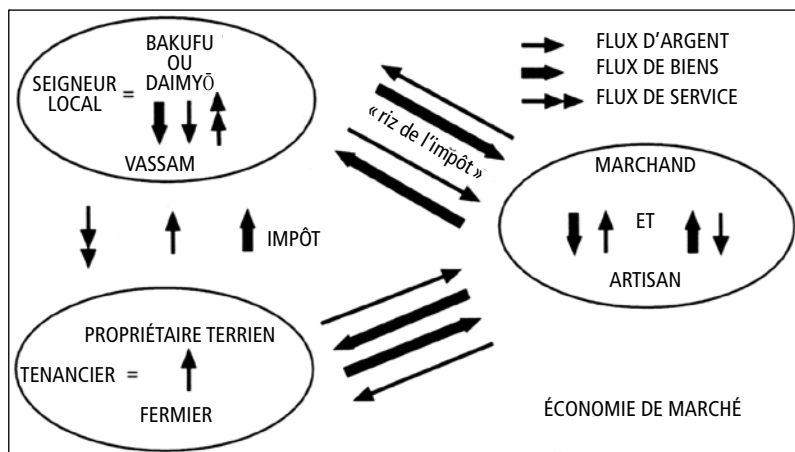 BAKUFU
OU
SEIGNEUR
LOCAL = DAIMYŌ
VASSAM
« riz de l'impôt »
FLUX D'ARGENT
FLUX DE BIENS
FLUX DE SERVICE
MARCHAND
ET
ARTISAN
IMPÔT
PROPRIÉTAIRE TERRIEN
TENANCIER =
FERMIER
ÉCONOMIE DE MARCHÉ